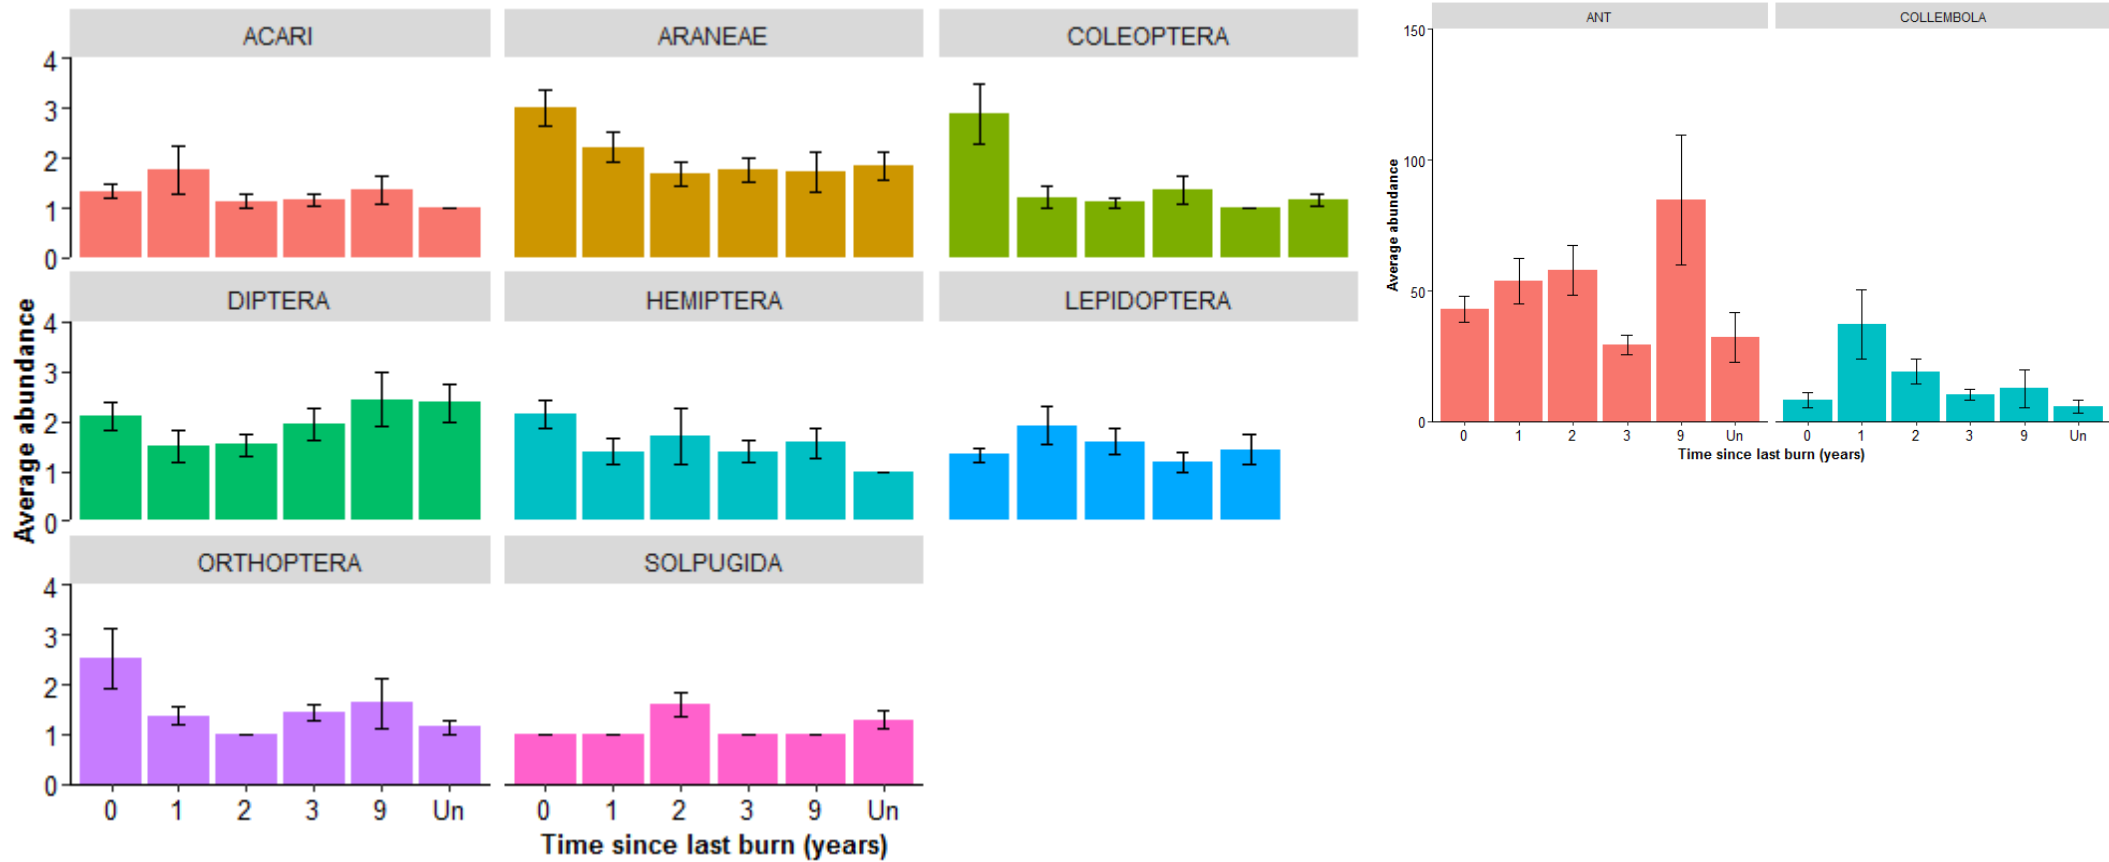 ACARI ARANEAE COLEOPTERA
4
3
2
1
0
DIPTERA HEMIPTERA LEPIDOPTERA
4
3
2
1
0
ORTHOPTERA SOLPUGIDA
4
3
2
1
0
0 1 2 3 9 Un 0 1 2 3 9 Un
Average abundance
Time since last burn (years)
ANT COLLEMBOLA
150
100
50
0
0 1 2 3 9 Un 0 1 2 3 9 Un
Average abundance
Time since last burn (years)